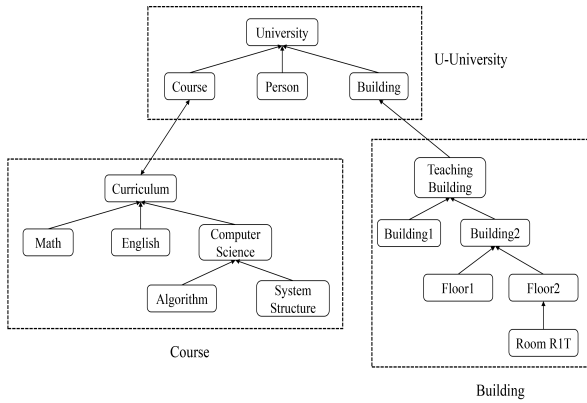 University
Course
Person
Building
U-University
Curriculum
Math
English
Computer
Science
Algorithm
System
Structure
Course
Teaching
Building
Building1
Building2
Floor1
Floor2
Room R1T
Building